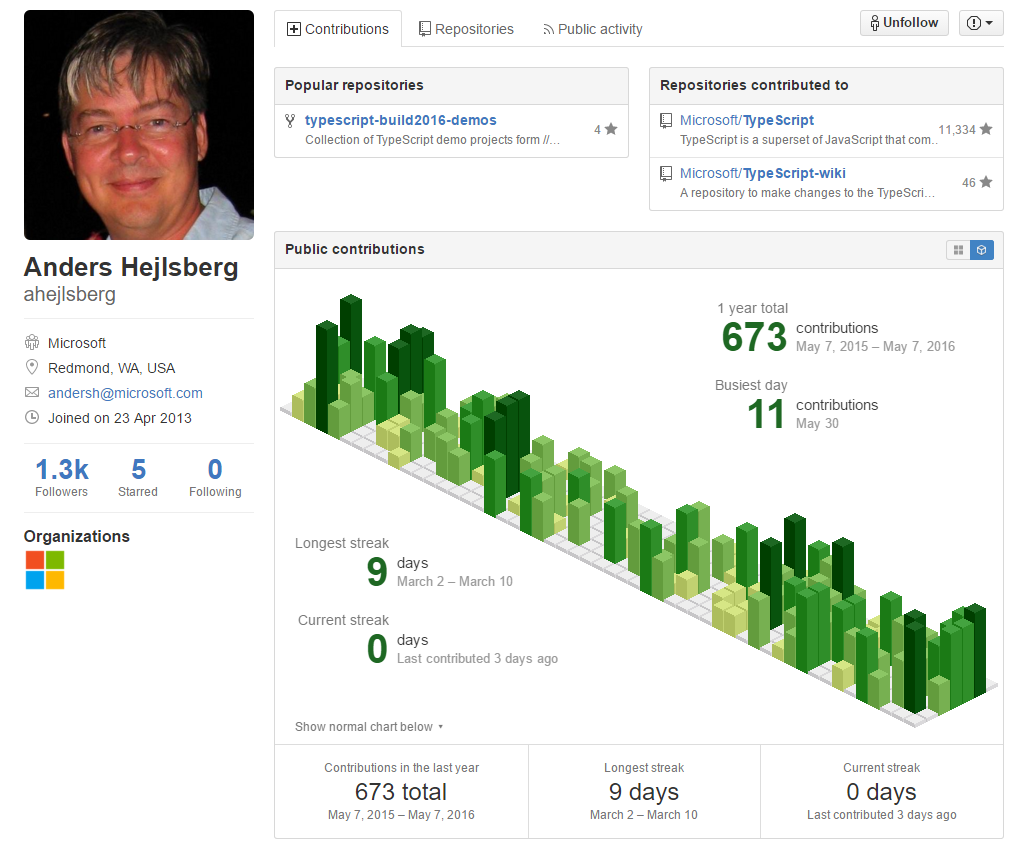 Contributions
Repositories
Public activity
Unfollow
Popular repositories
typescript-build2016-demos
Collection of TypeScript demo projects form //...
4
Repositories contributed to
Microsoft/TypeScript
TypeScript is a superset of JavaScript that com...
11,334
Microsoft/TypeScript-wiki
A repository to make changes to the TypeScri...
46
Anders Hejlsberg
ahejlsberg
Microsoft
Redmond, WA, USA
andersh@microsoft.com
Joined on 23 Apr 2013
1.3k
Followers
5
Starred
0
Following
Organizations
Public contributions
1 year total
673 contributions
May 7, 2015 – May 7, 2016
Busiest day
11 contributions
May 30
Longest streak
9 days
March 2 – March 10
Current streak
0 days
Last contributed 3 days ago
Show normal chart below
Contributions in the last year
673 total
May 7, 2015 – May 7, 2016
Longest streak
9 days
March 2 – March 10
Current streak
0 days
Last contributed 3 days ago